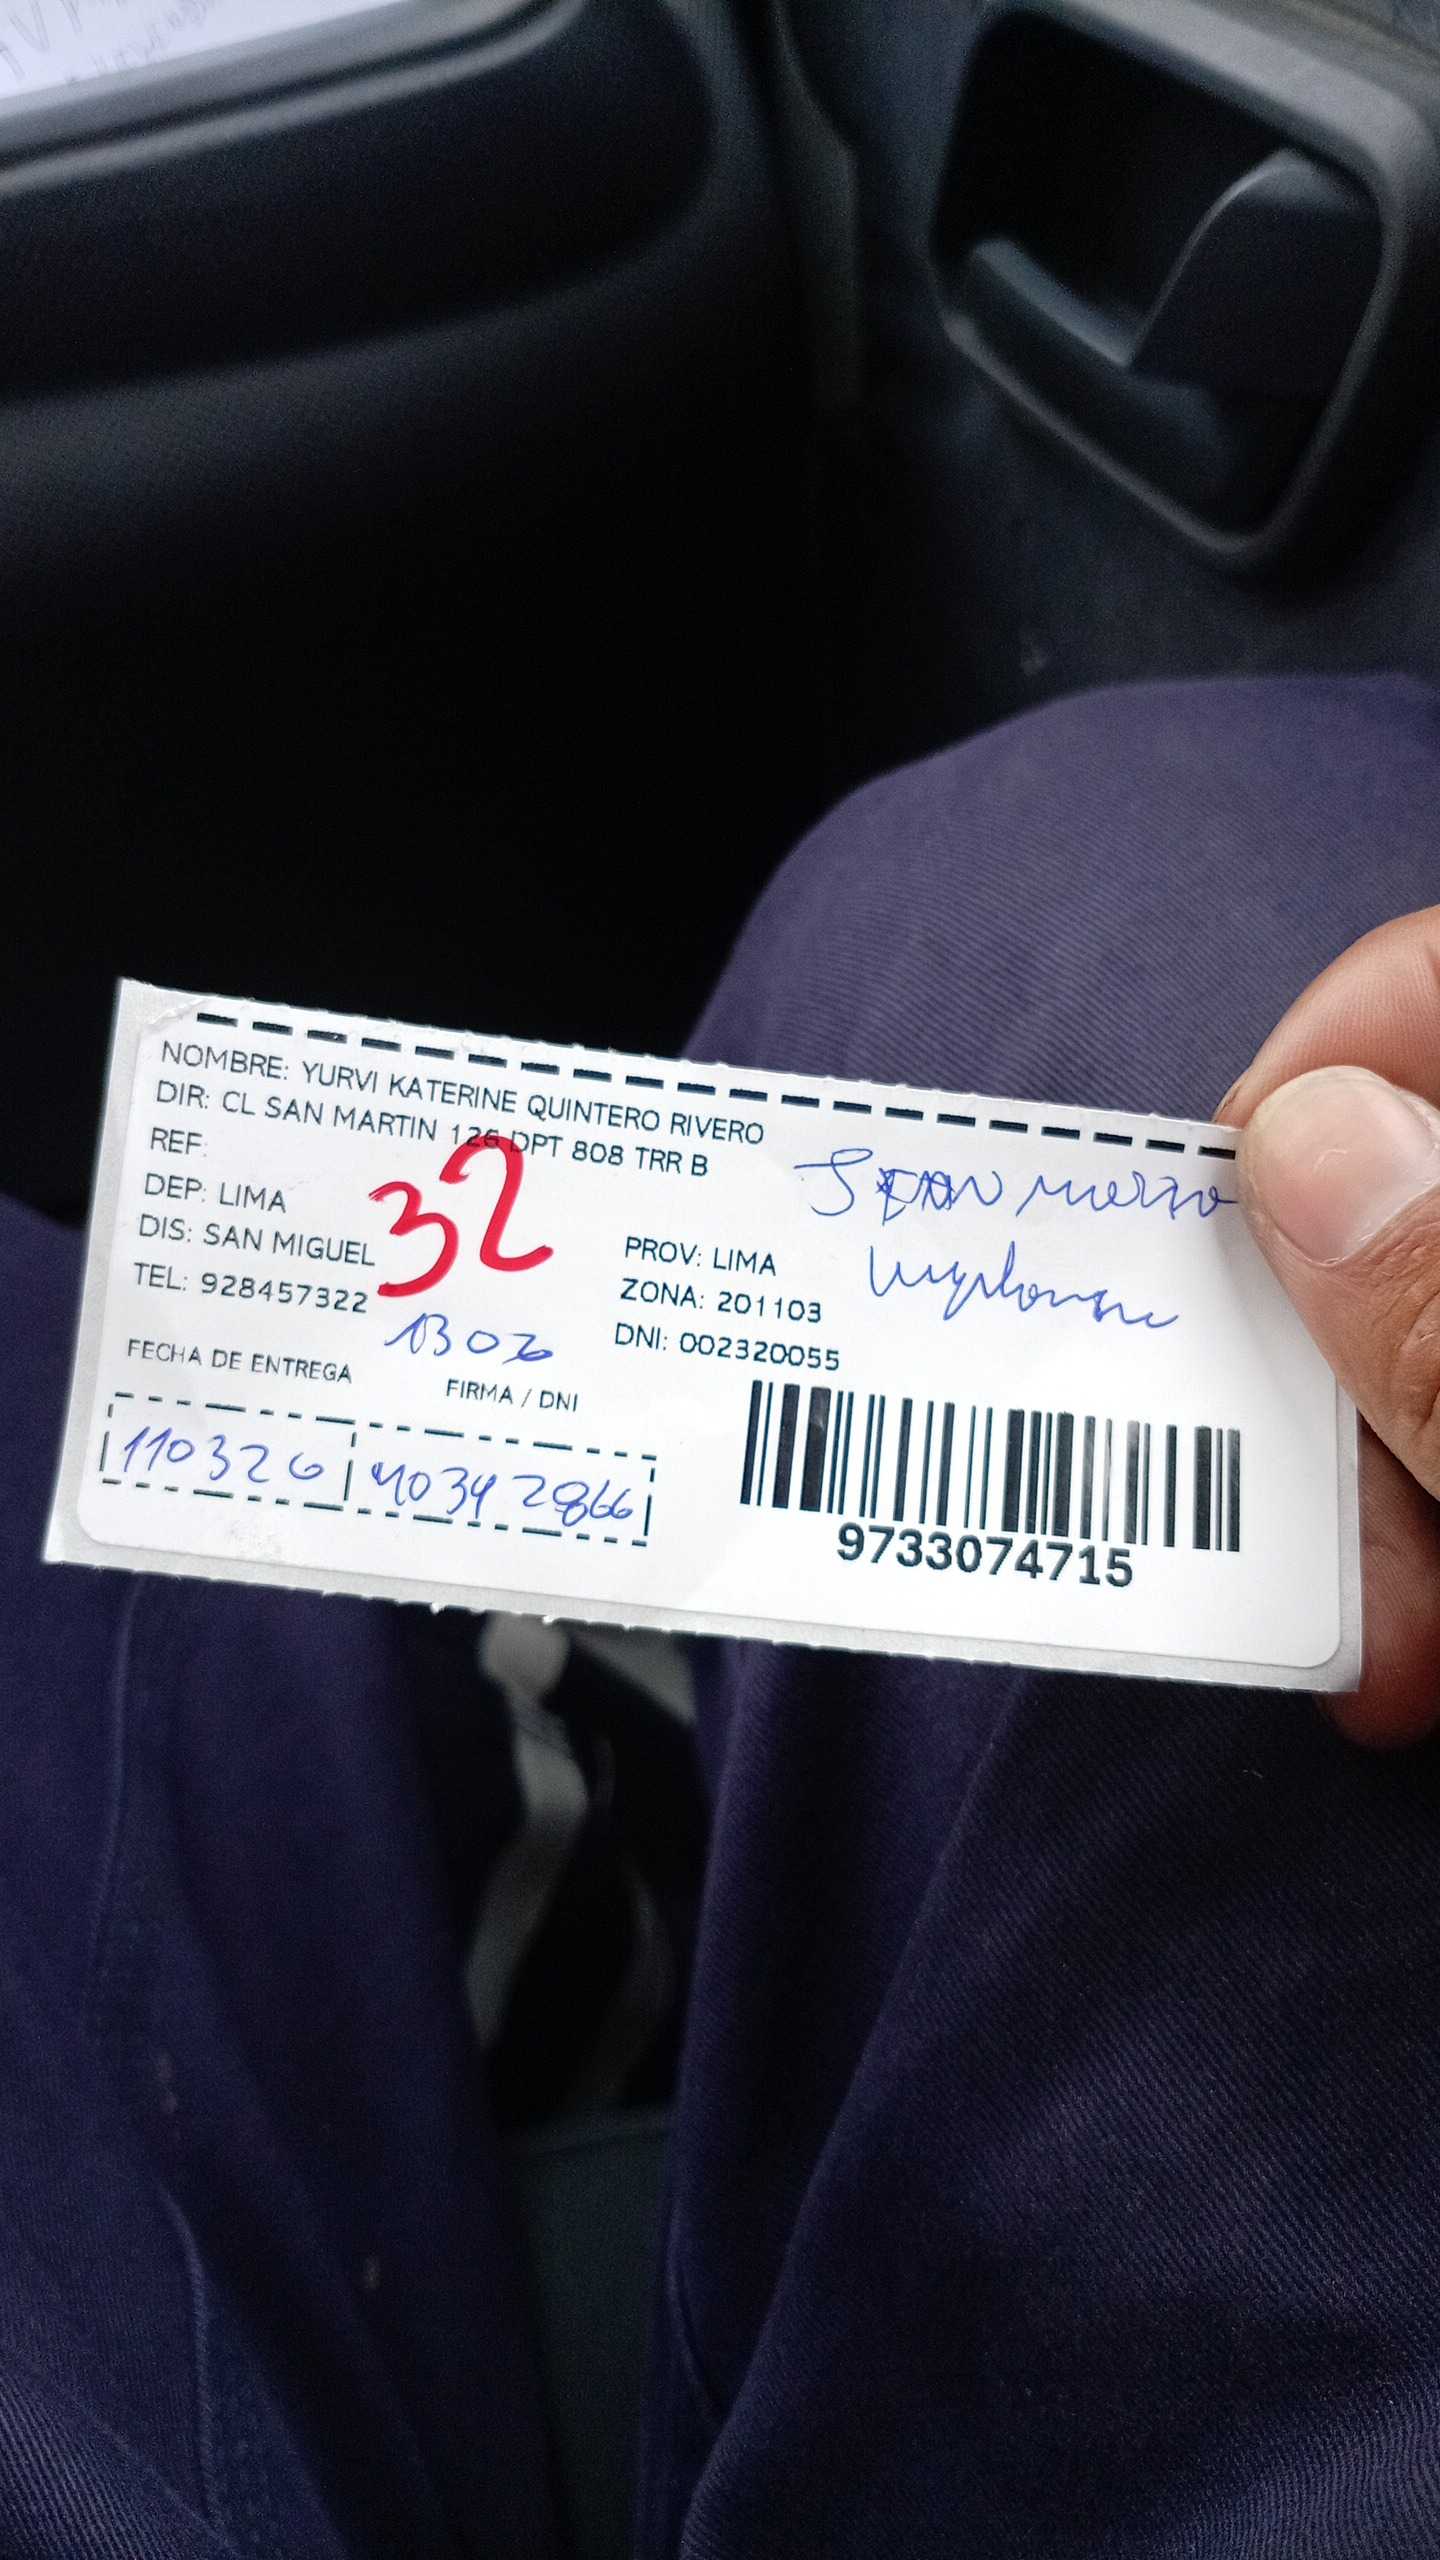 NOMBRE: YURVI KATERINE QUINTERO RIVERO
DIR: CL SAN MARTIN 126 DPT 808 TRR B
REF:
DEP: LIMA
32
DIS: SAN MIGUEL
PROV: LIMA
TEL: 928457322
ZONA: 201103
DNI: 002320055
FECHA DE ENTREGA
FIRMA / DNI
110326
40342866
9733074715